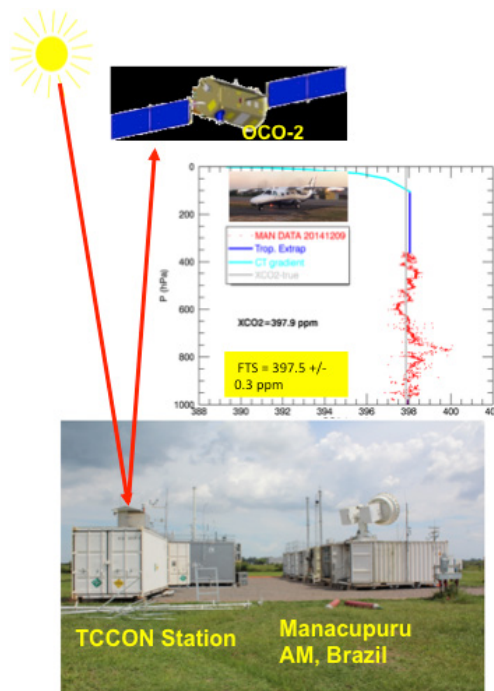 OCO-2
0
200
400
600
800
1000
P (hPa)
MAN DATA 20141209
Trop. Extrap
CT gradient
XCO2-true
XCO2=397.9 ppm
FTS = 397.5 +/-
0.3 ppm
388
390
392
394
396
398
400
TCCON Station
Manacupuru
AM, Brazil